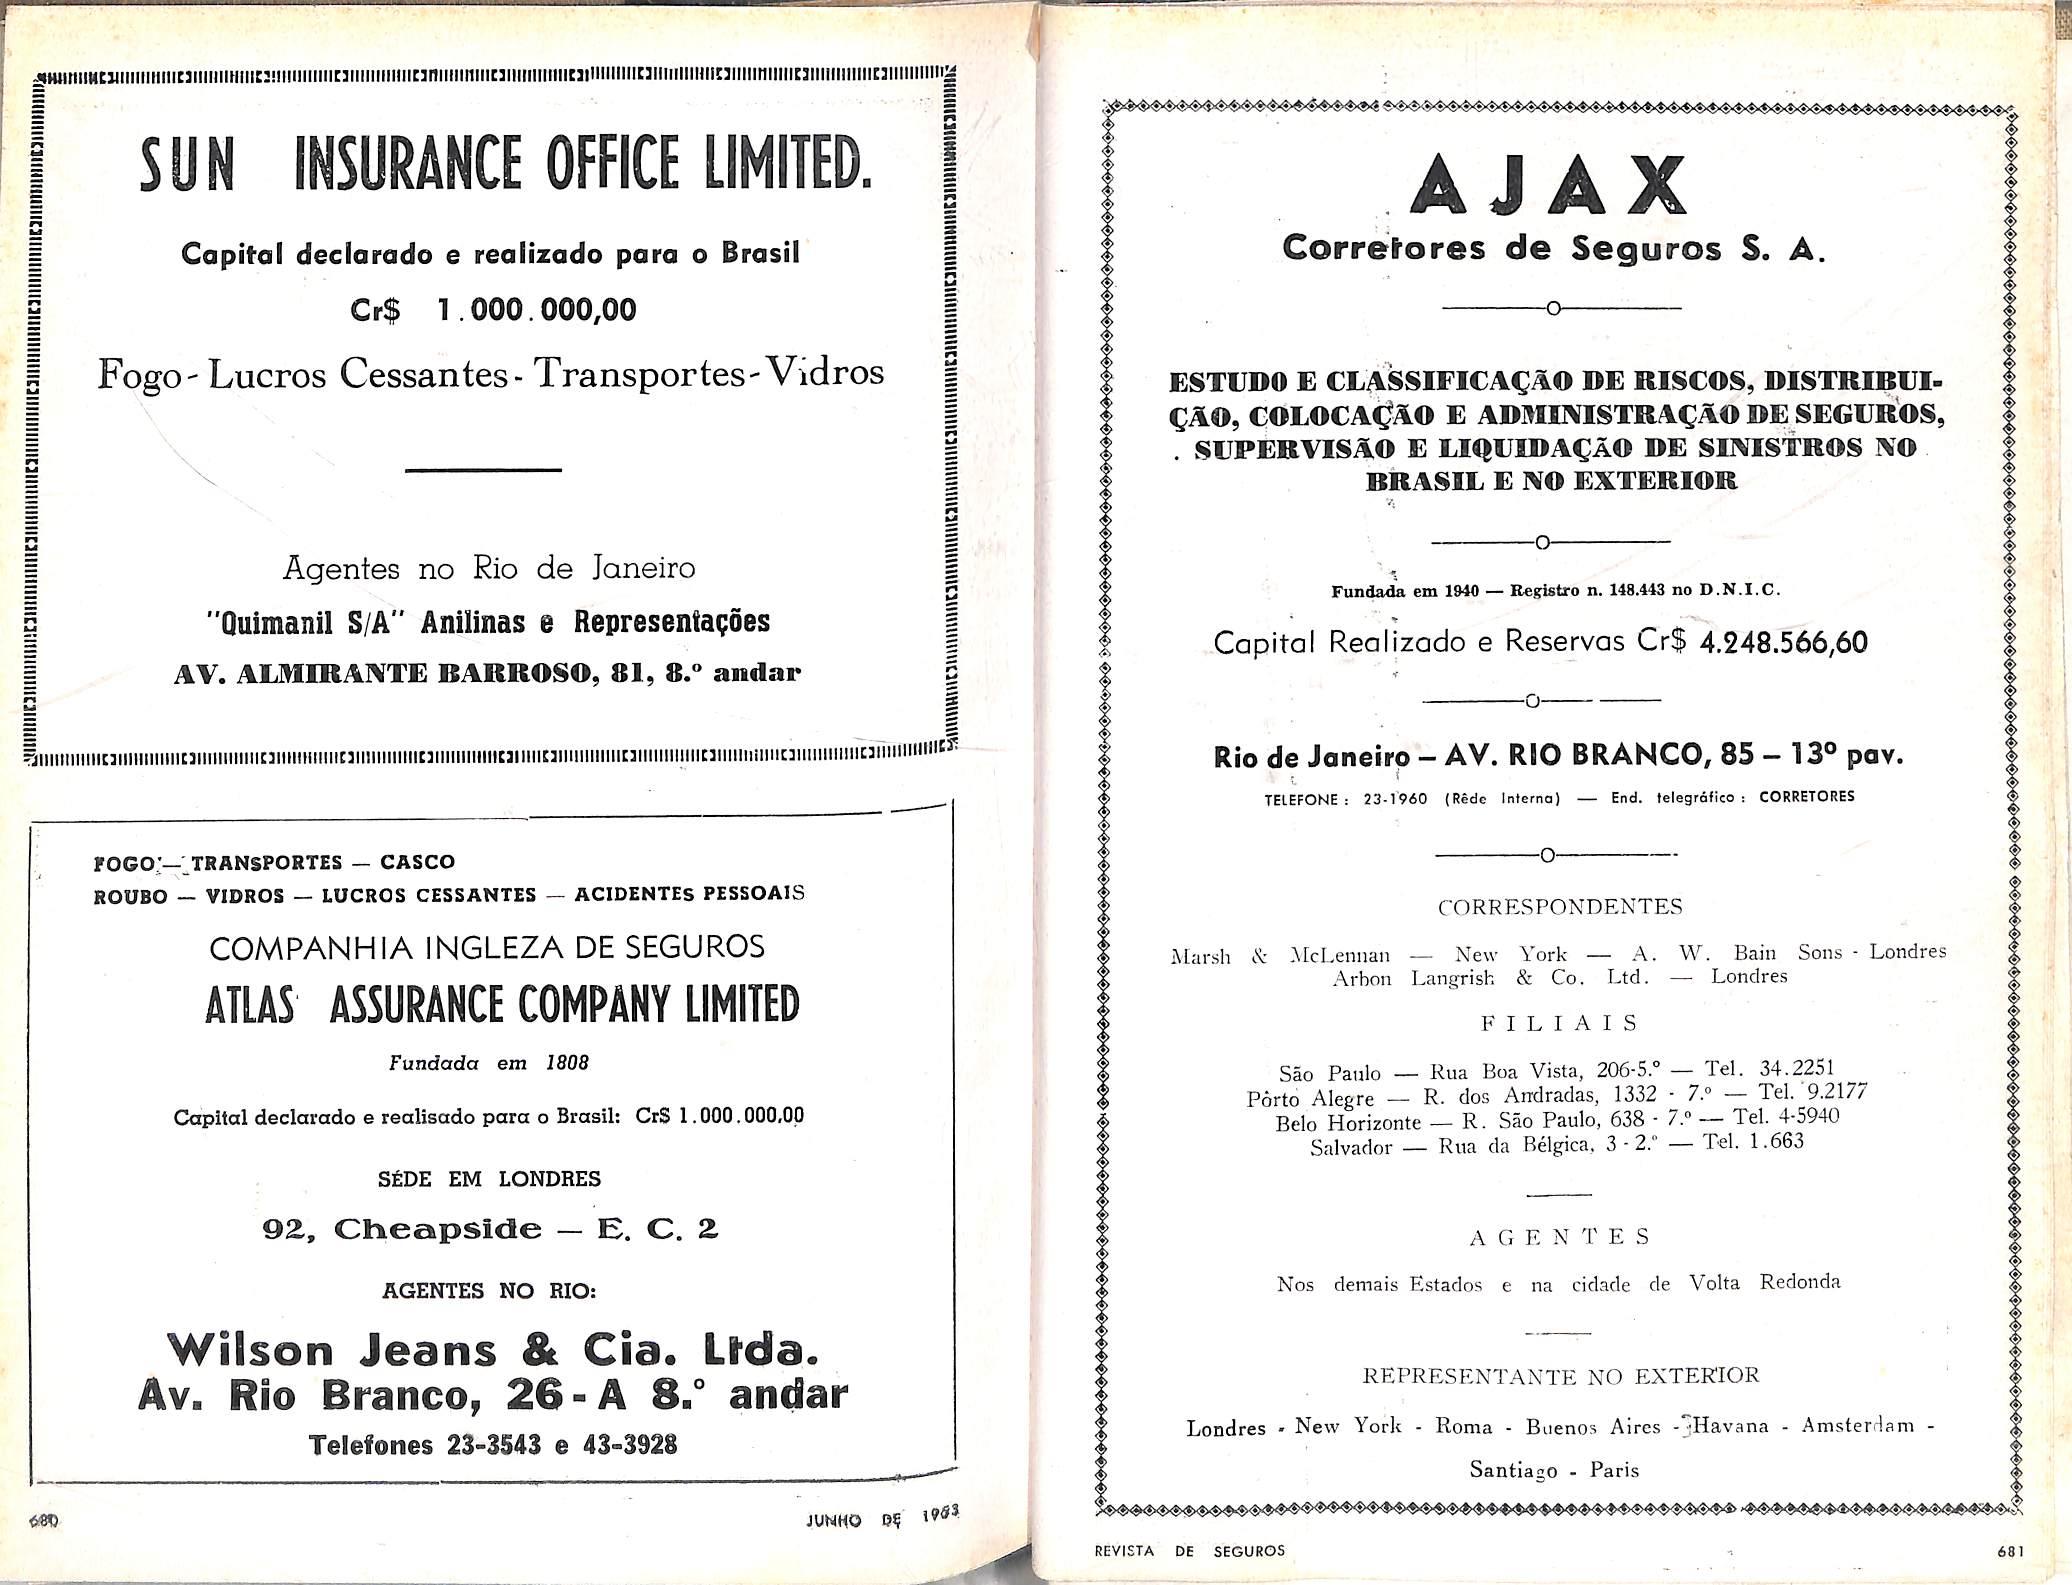 SUN INSURANCE OFFICE LIMITED.
Capital declarado e realizado para o Brasil
Cr$ 1.000.000,00
Fogo - Lucros Cessantes - Transportes - Vidros
Agentes no Rio de Janeiro
"Quimanil S/A" Anilinas e Representações
AV. ALMIRANTE BARROSO, 81, 8.º andar
FOGO — TRANSPORTES — CASCO
ROUBO — VIDROS — LUCROS CESSANTES — ACIDENTES PESSOAIS
COMPANHIA INGLEZA DE SEGUROS
ATLAS ASSURANCE COMPANY LIMITED
Fundada em 1808
Capital declarado e realisado para o Brasil: Cr$ 1.000.000,00
SÉDE EM LONDRES
92, Cheapside — E. C. 2
AGENTES NO RIO:
Wilson Jeans & Cia. Ltda.
Av. Rio Branco, 26 - A 8.º andar
Telefones 23-3543 e 43-3928
680 JUNHO DE 1953
AJAX
Corretores de Seguros S. A.
ESTUDO E CLASSIFICAÇÃO DE RISCOS, DISTRIBUI-
ÇÃO, COLOCAÇÃO E ADMINISTRAÇÃO DE SEGUROS,
SUPERVISÃO E LIQUIDAÇÃO DE SINISTROS NO
BRASIL E NO EXTERIOR
Fundada em 1940 — Registro n. 148.443 no D.N.I.C.
Capital Realizado e Reservas Cr$ 4.248.566,60
Rio de Janeiro — AV. RIO BRANCO, 85 — 13º pav.
TELEFONE : 23-1960 (Rêde Interna) — End. telegráfico : CORRETORES
CORRESPONDENTES
Marsh & McLennan — New York — A. W. Bain Sons - Londres
Arbon Langrish & Co. Ltd. — Londres
FILIAIS
São Paulo — Rua Boa Vista, 206-5.º — Tel. 34.2251
Pôrto Alegre — R. dos Andradas, 1332 - 7.º — Tel. 9.2177
Belo Horizonte — R. São Paulo, 638 - 7.º — Tel. 4-5940
Salvador — Rua da Bélgica, 3 - 2.º — Tel. 1.663
AGENTES
Nos demais Estados e na cidade de Volta Redonda
REPRESENTANTE NO EXTERIOR
Londres - New York - Roma - Buenos Aires - Havana - Amsterdam -
Santiago - Paris
REVISTA DE SEGUROS 681